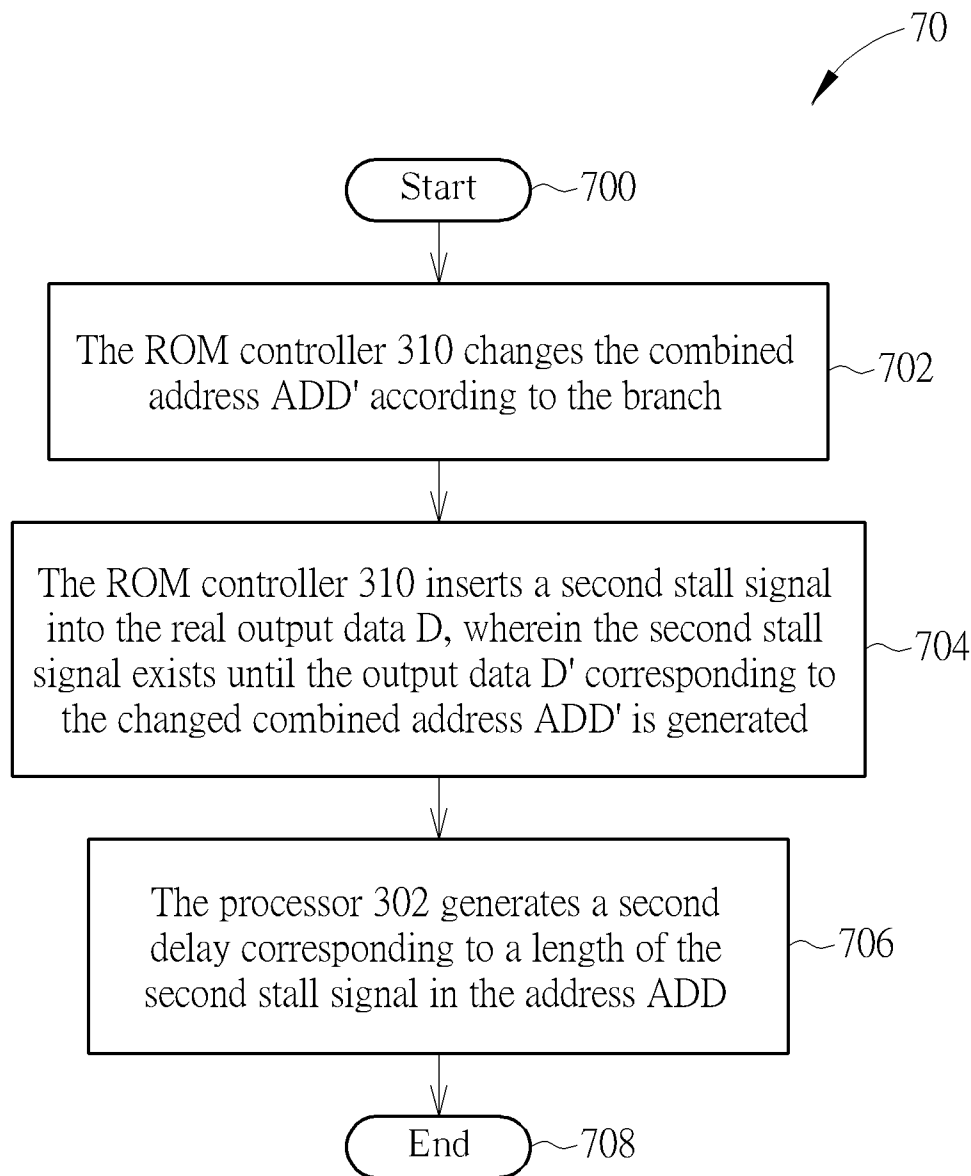 70
Start
700
The ROM controller 310 changes the combined
address ADD' according to the branch
702
The ROM controller 310 inserts a second stall signal
into the real output data D, wherein the second stall
signal exists until the output data D' corresponding to
the changed combined address ADD' is generated
704
The processor 302 generates a second
delay corresponding to a length of the
second stall signal in the address ADD
706
End
708